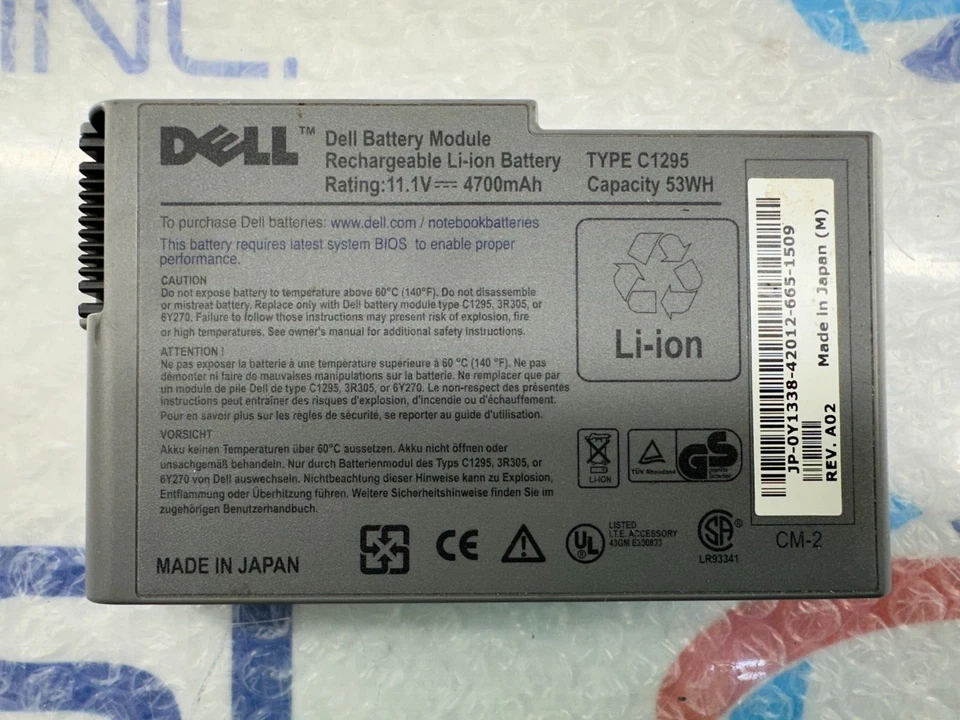 INC.
DELL™
Dell Battery Module
Rechargeable Li-ion Battery
Rating:11.1V⎓ 4700mAh
TYPE C1295
Capacity 53WH
To purchase Dell batteries: www.dell.com / notebookbatteries
This battery requires latest system BIOS to enable proper
performance.
CAUTION
Do not expose battery to temperature above 60°C (140°F). Do not disassemble
or mistreat battery. Replace only with Dell battery module type C1295, 3R305, or
6Y270. Failure to follow those instructions may present risk of explosion, fire
or high temperatures. See owner's manual for additional safety instructions.
ATTENTION !
Ne pas exposer la batterie à une température superieure à 60 °C (140 °F). Ne pas
démonter ni faire de mauvaises manipulations sur la batterie. Ne remplacer que par
un module de pile Dell de type C1295, 3R305, or 6Y270. Le non-respect des présentes
instructions peut entraîner des risques d'explosion, d'incendie ou d'échauffement.
Pour en savoir plus sur les règles de sécurité, se reporter au guide d'utilisation.
VORSICHT
Akku keinen Temperaturen über 60°C aussetzen. Akku nicht öffnen oder
unsachgemäß behandeln. Nur durch Batterienmodul des Typs C1295, 3R305, or
6Y270 von Dell auswechseln. Nichtbeachtung dieser Hinweise kann zu Explosion,
Entflammung oder Überhitzung führen. Weitere Sicherheitshinweise finden Sie im
zugehörigen Benutzerhandbuch.
MADE IN JAPAN
Li-ion
LI-ION
TÜV Rheinland
GS
CE
UL
LISTED
I.T.E. ACCESSORY
43GM E330833
SA®
LR93341
CM-2
JP-0Y1338-42012-665-1509
REV. A02
Made in Japan (M)